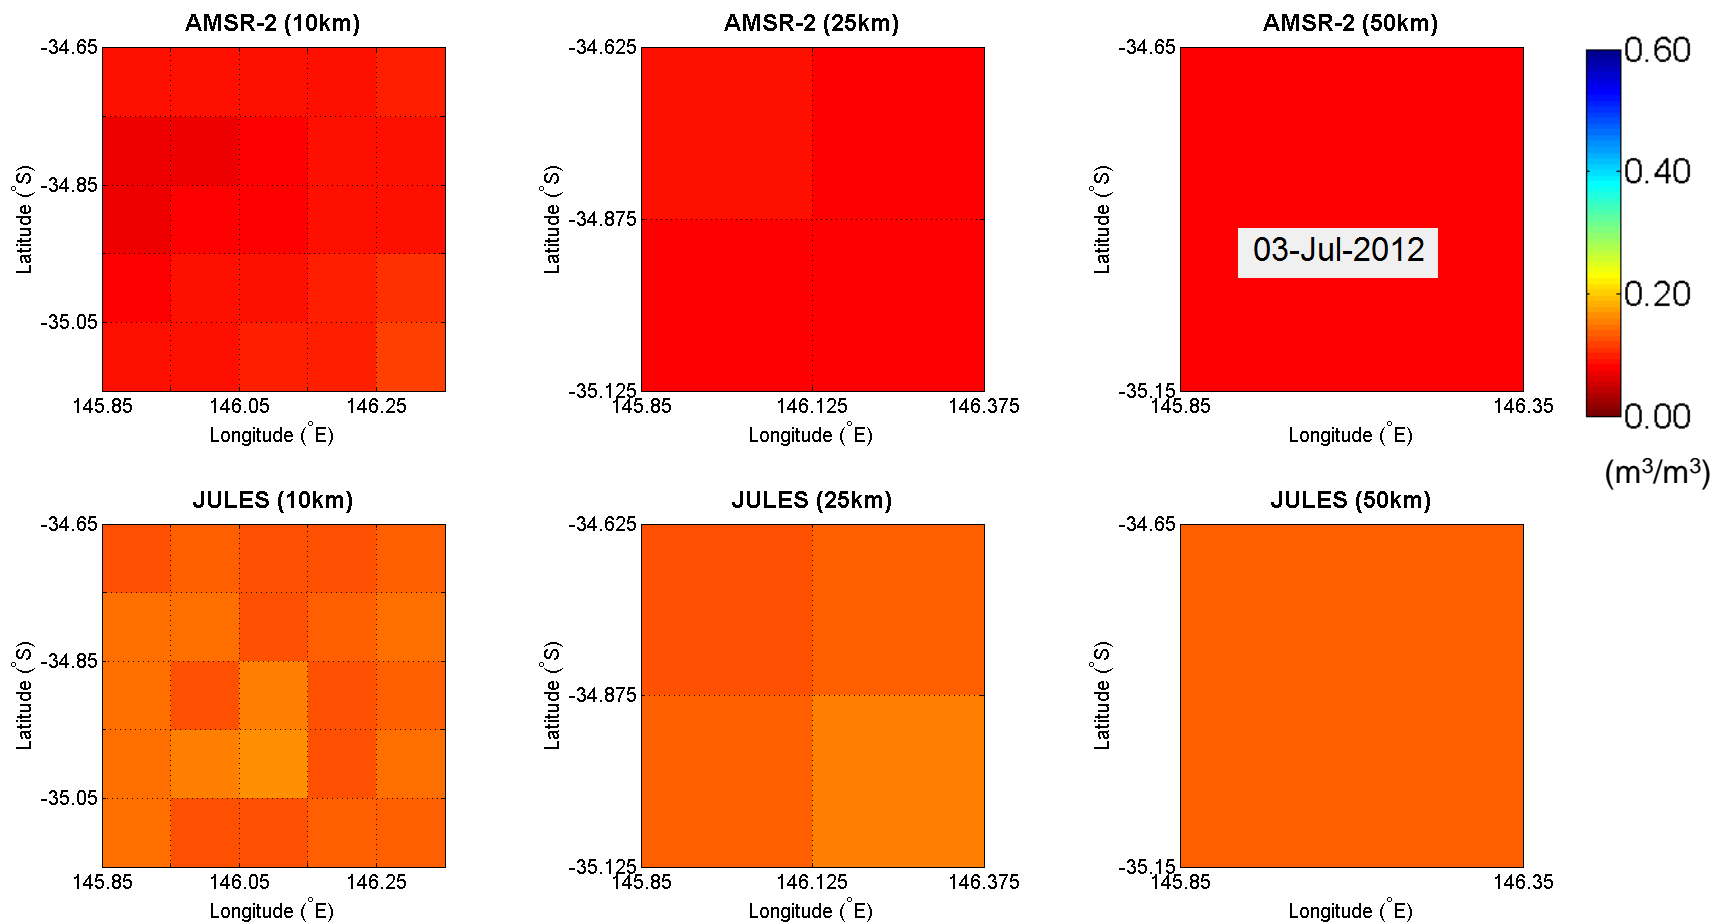 AMSR-2 (10km)
-34.65
-34.85
-35.05
145.85 146.05 146.25
Latitude (°S)
Longitude (°E)
AMSR-2 (25km)
-34.625
-34.875
-35.125
145.85 146.125 146.375
Latitude (°S)
Longitude (°E)
AMSR-2 (50km)
-34.65
03-Jul-2012
-35.15
145.85 146.35
Latitude (°S)
Longitude (°E)
0.60
0.40
0.20
0.00
(m³/m³)
JULES (10km)
-34.65
-34.85
-35.05
145.85 146.05 146.25
Latitude (°S)
Longitude (°E)
JULES (25km)
-34.625
-34.875
-35.125
145.85 146.125 146.375
Latitude (°S)
Longitude (°E)
JULES (50km)
-34.65
-35.15
145.85 146.35
Latitude (°S)
Longitude (°E)